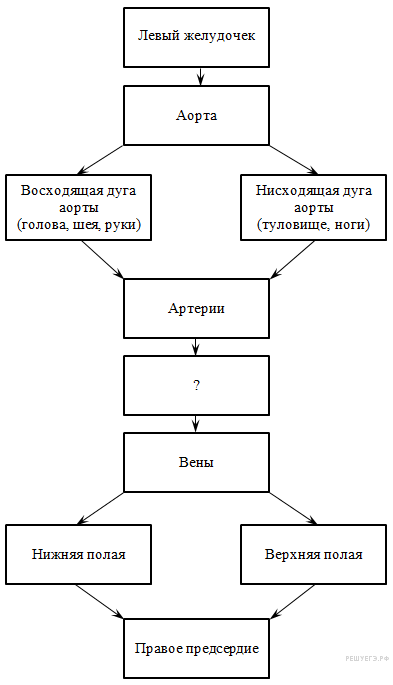 Левый желудочек
Аорта
Восходящая дуга
аорты
(голова, шея, руки)
Нисходящая дуга
аорты
(туловище, ноги)
Артерии
?
Вены
Нижняя полая
Верхняя полая
Правое предсердие
РЕШУЕГЭ.РФ